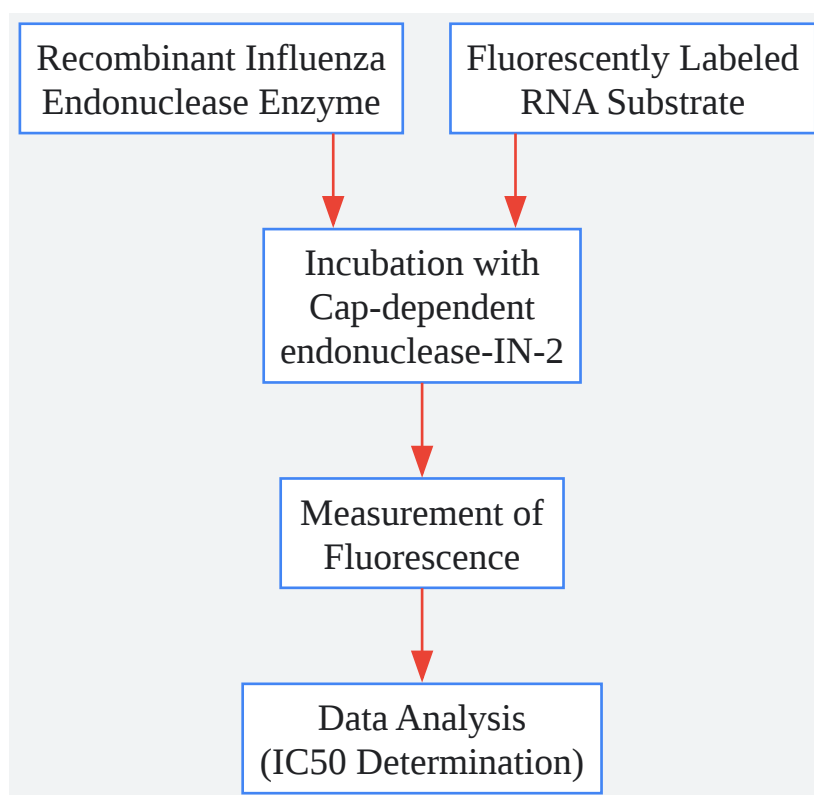 Recombinant Influenza
Endonuclease Enzyme
Fluorescently Labeled
RNA Substrate
Incubation with
Cap-dependent
endonuclease-IN-2
Measurement of
Fluorescence
Data Analysis
(IC50 Determination)